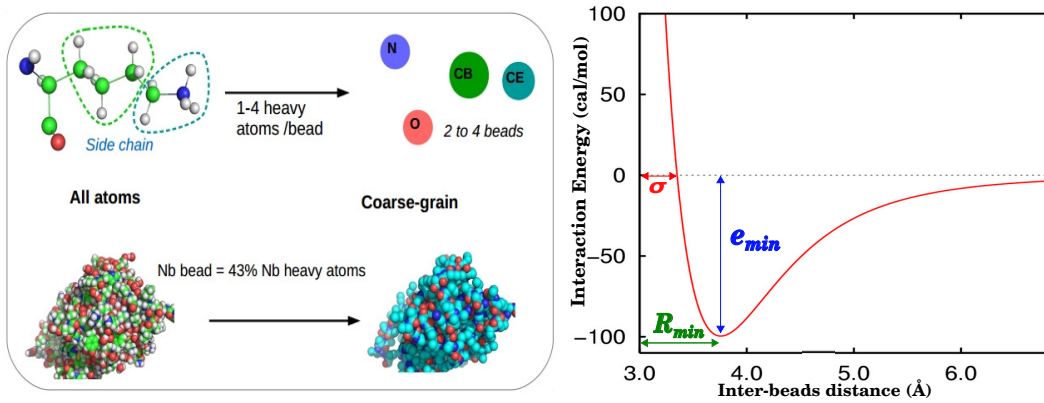 N
CB
CE
O
1-4 heavy
atoms /bead
2 to 4 beads
Side chain
All atoms
Coarse-grain
Nb bead = 43% Nb heavy atoms
Interaction Energy (cal/mol)
100
50
0
−50
−100
σ
e_min
R_min
3.0
4.0
5.0
6.0
Inter-beads distance (Å)